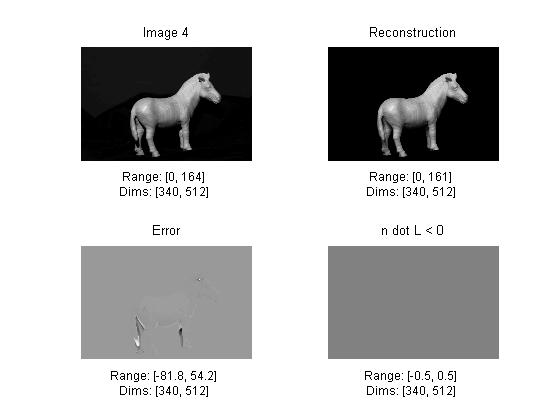 Image 4
Reconstruction
Range: [0, 164]
Dims: [340, 512]
Range: [0, 161]
Dims: [340, 512]
Error
n dot L < 0
Range: [-81.8, 54.2]
Dims: [340, 512]
Range: [-0.5, 0.5]
Dims: [340, 512]